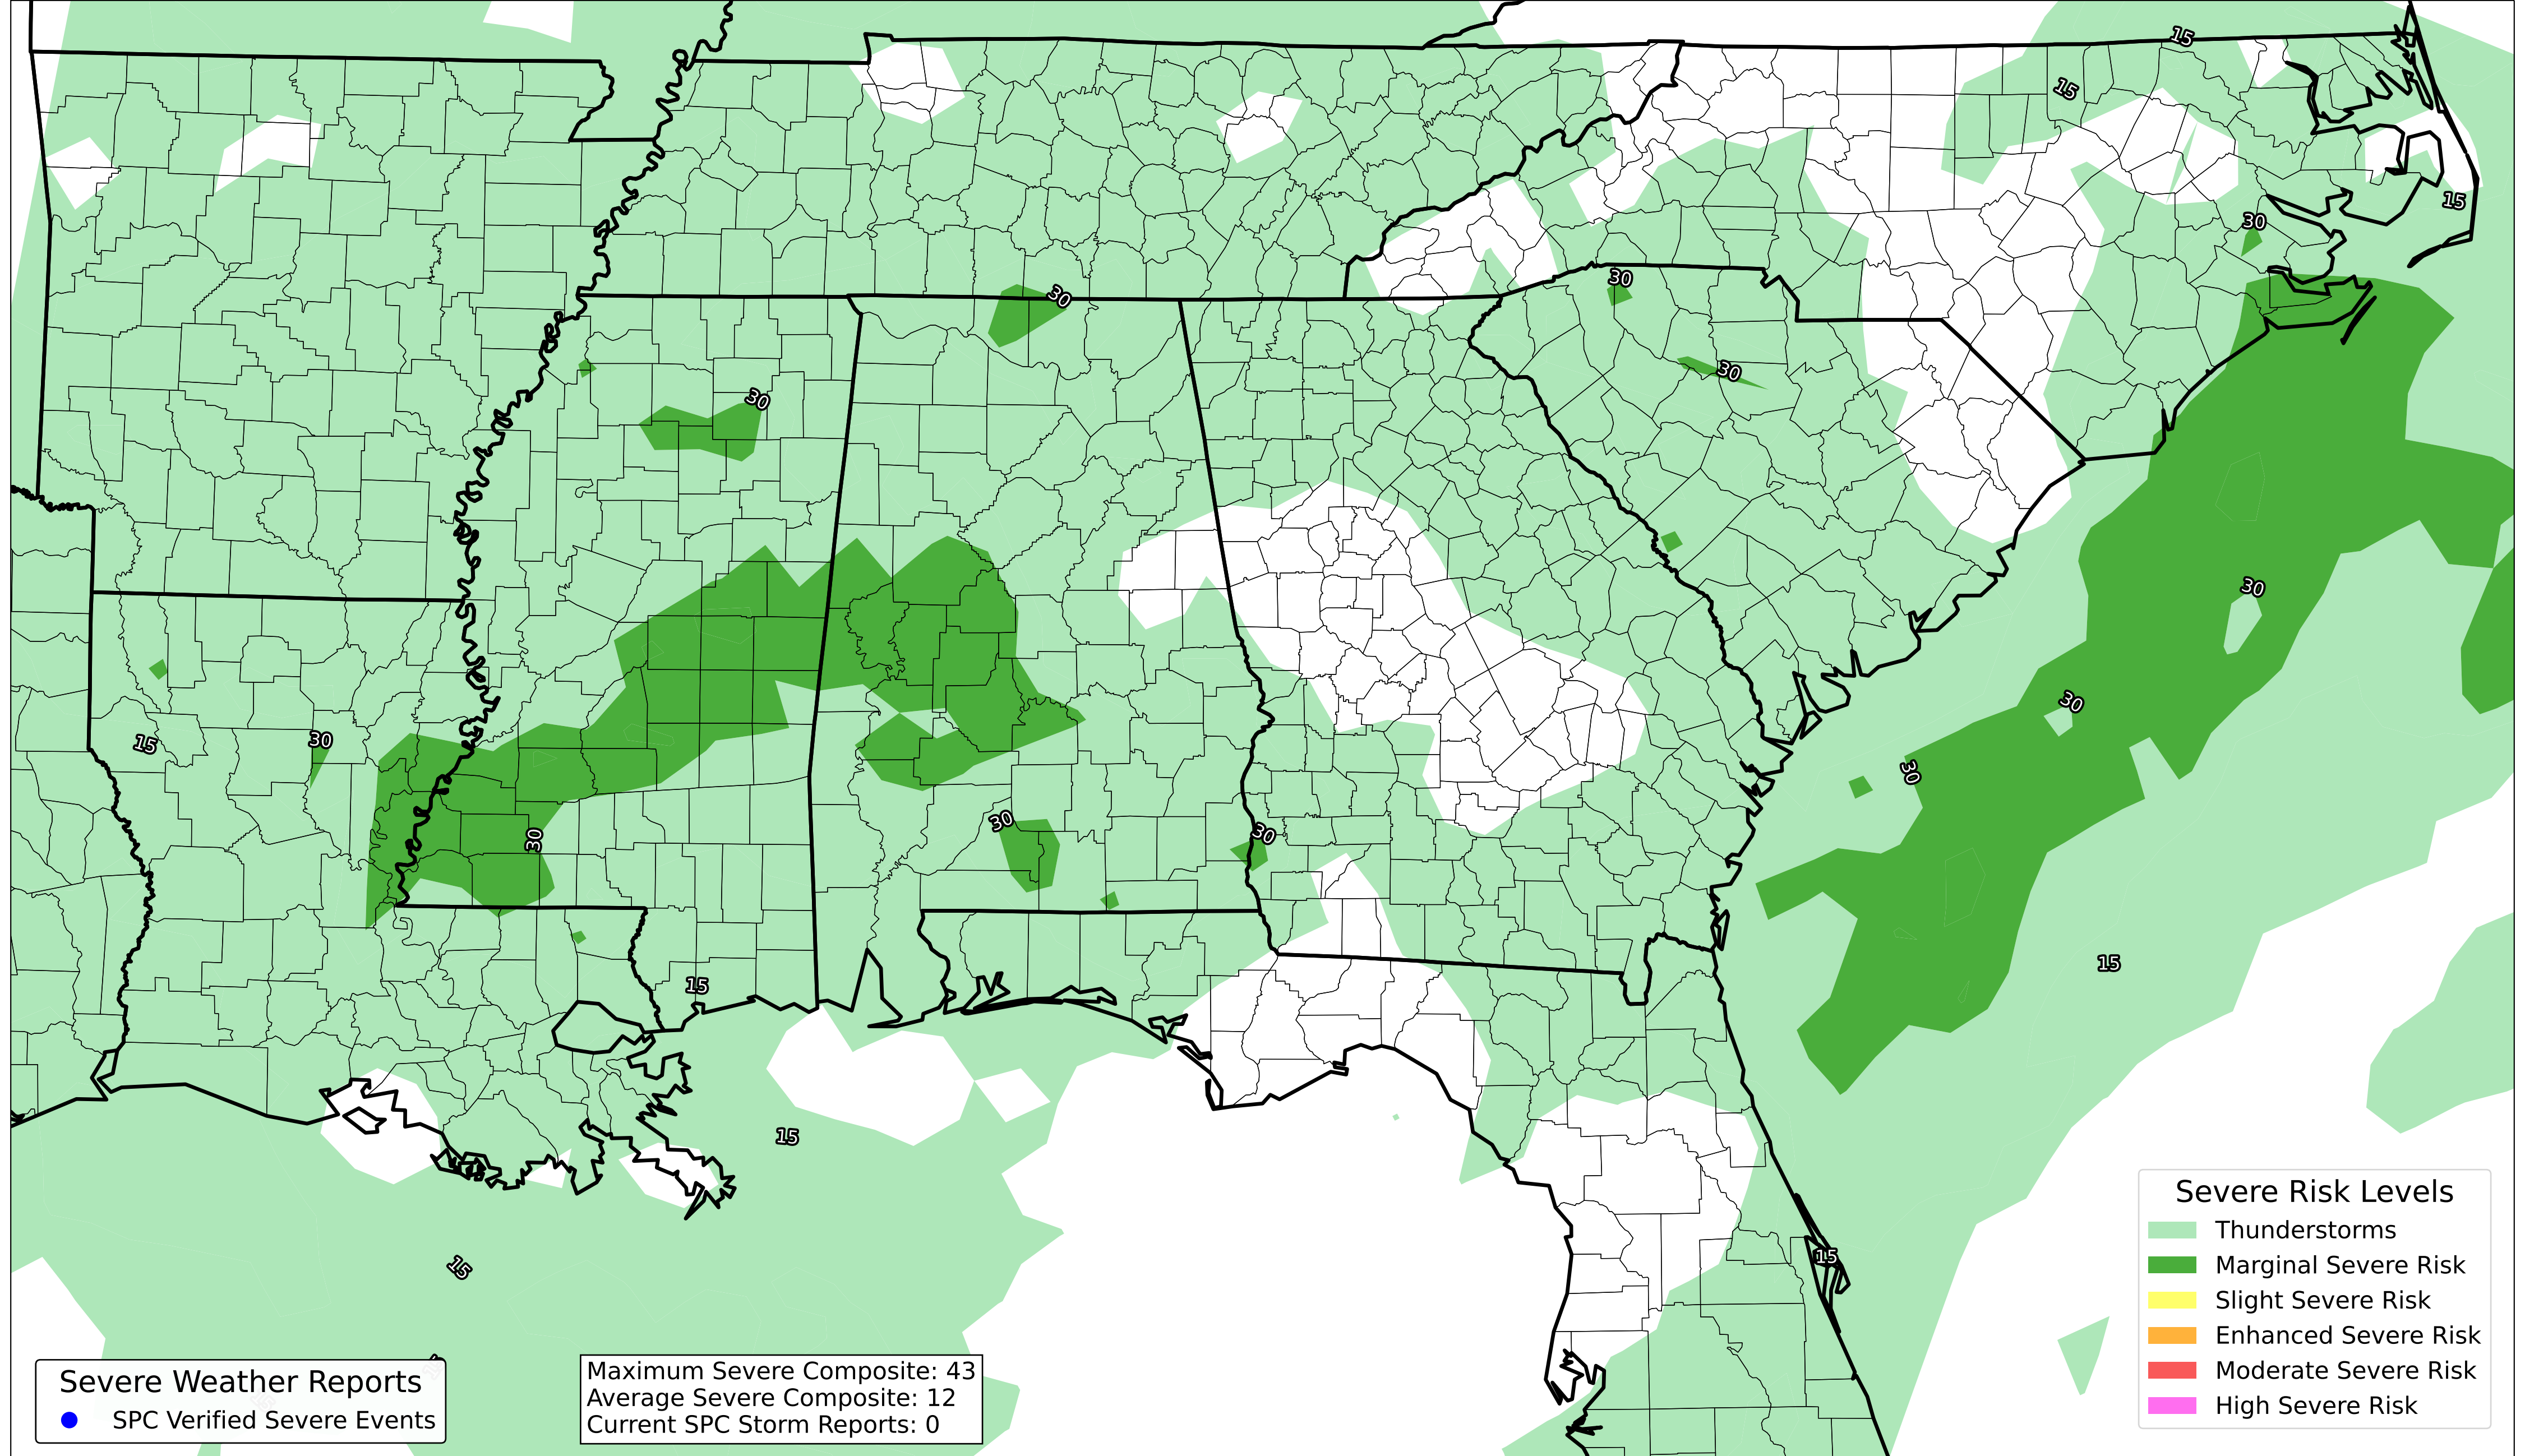 15
15
15
30
30
30
30
30
30
30
15
30
30
30
30
30
15
15
15
15
15
Severe Risk Levels
Thunderstorms
Marginal Severe Risk
Slight Severe Risk
Enhanced Severe Risk
Moderate Severe Risk
High Severe Risk
Severe Weather Reports
SPC Verified Severe Events
Maximum Severe Composite: 43
Average Severe Composite: 12
Current SPC Storm Reports: 0